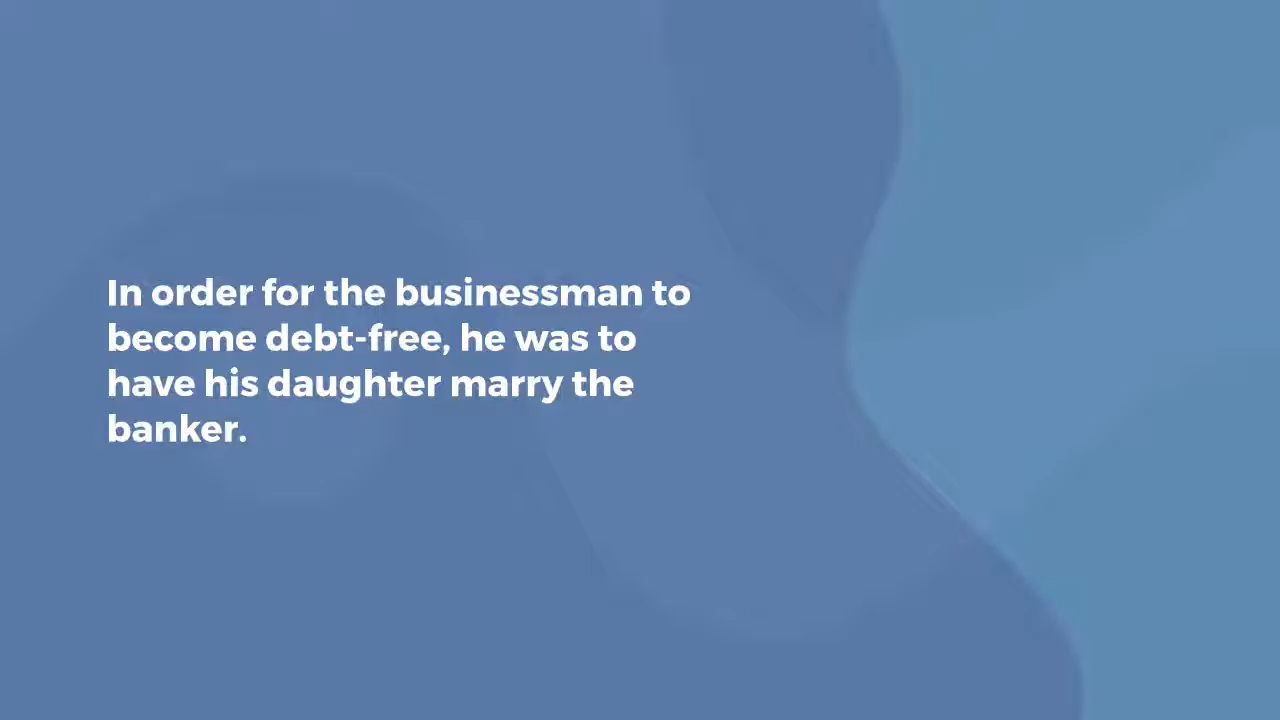 In order for the businessman to
become debt-free, he was to
have his daughter marry the
banker.